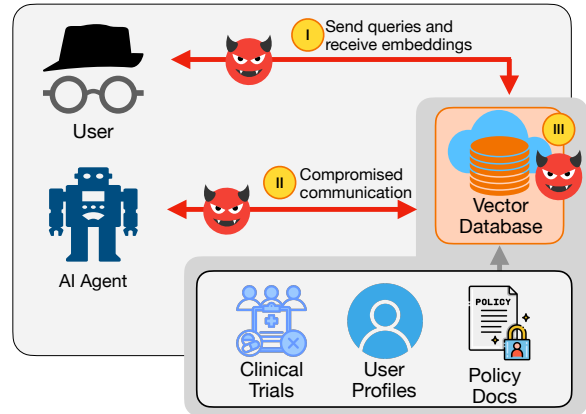 I
Send queries and
receive embeddings
User
III
II
Compromised
communication
Vector
Database
AI Agent
POLICY
Clinical
Trials
User
Profiles
Policy
Docs